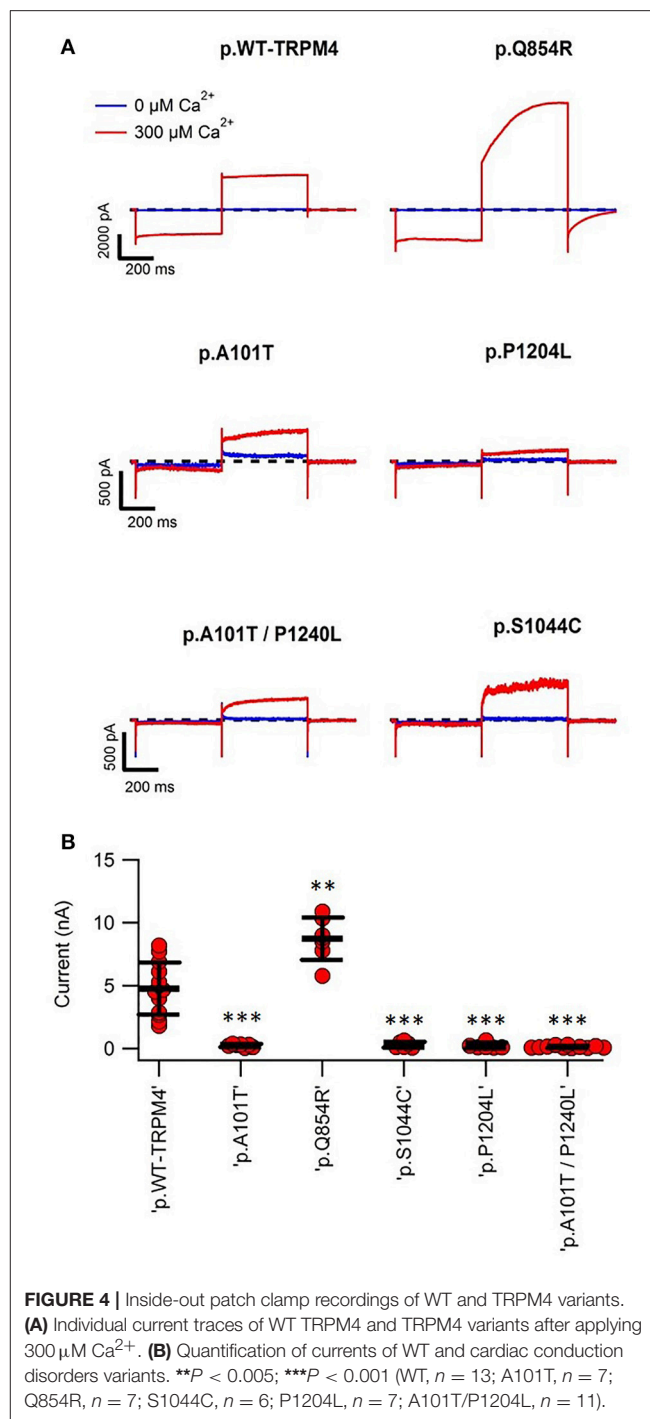 A
p.WT-TRPM4
p.Q854R
0 µM Ca2+
300 µM Ca2+
2000 pA
200 ms
p.A101T
p.P1204L
500 pA
200 ms
p.A101T / P1240L
p.S1044C
500 pA
200 ms
B
Current (nA)
15
10
5
0
***
**
***
***
***
'p.WT-TRPM4'
'p.A101T'
'p.Q854R'
'p.S1044C'
'p.P1204L'
'p.A101T / P1240L'
FIGURE 4 | Inside-out patch clamp recordings of WT and TRPM4 variants.
(A) Individual current traces of WT TRPM4 and TRPM4 variants after applying
300 µM Ca2+. (B) Quantification of currents of WT and cardiac conduction
disorders variants. **P < 0.005; ***P < 0.001 (WT, n = 13; A101T, n = 7;
Q854R, n = 7; S1044C, n = 6; P1204L, n = 7; A101T/P1204L, n = 11).